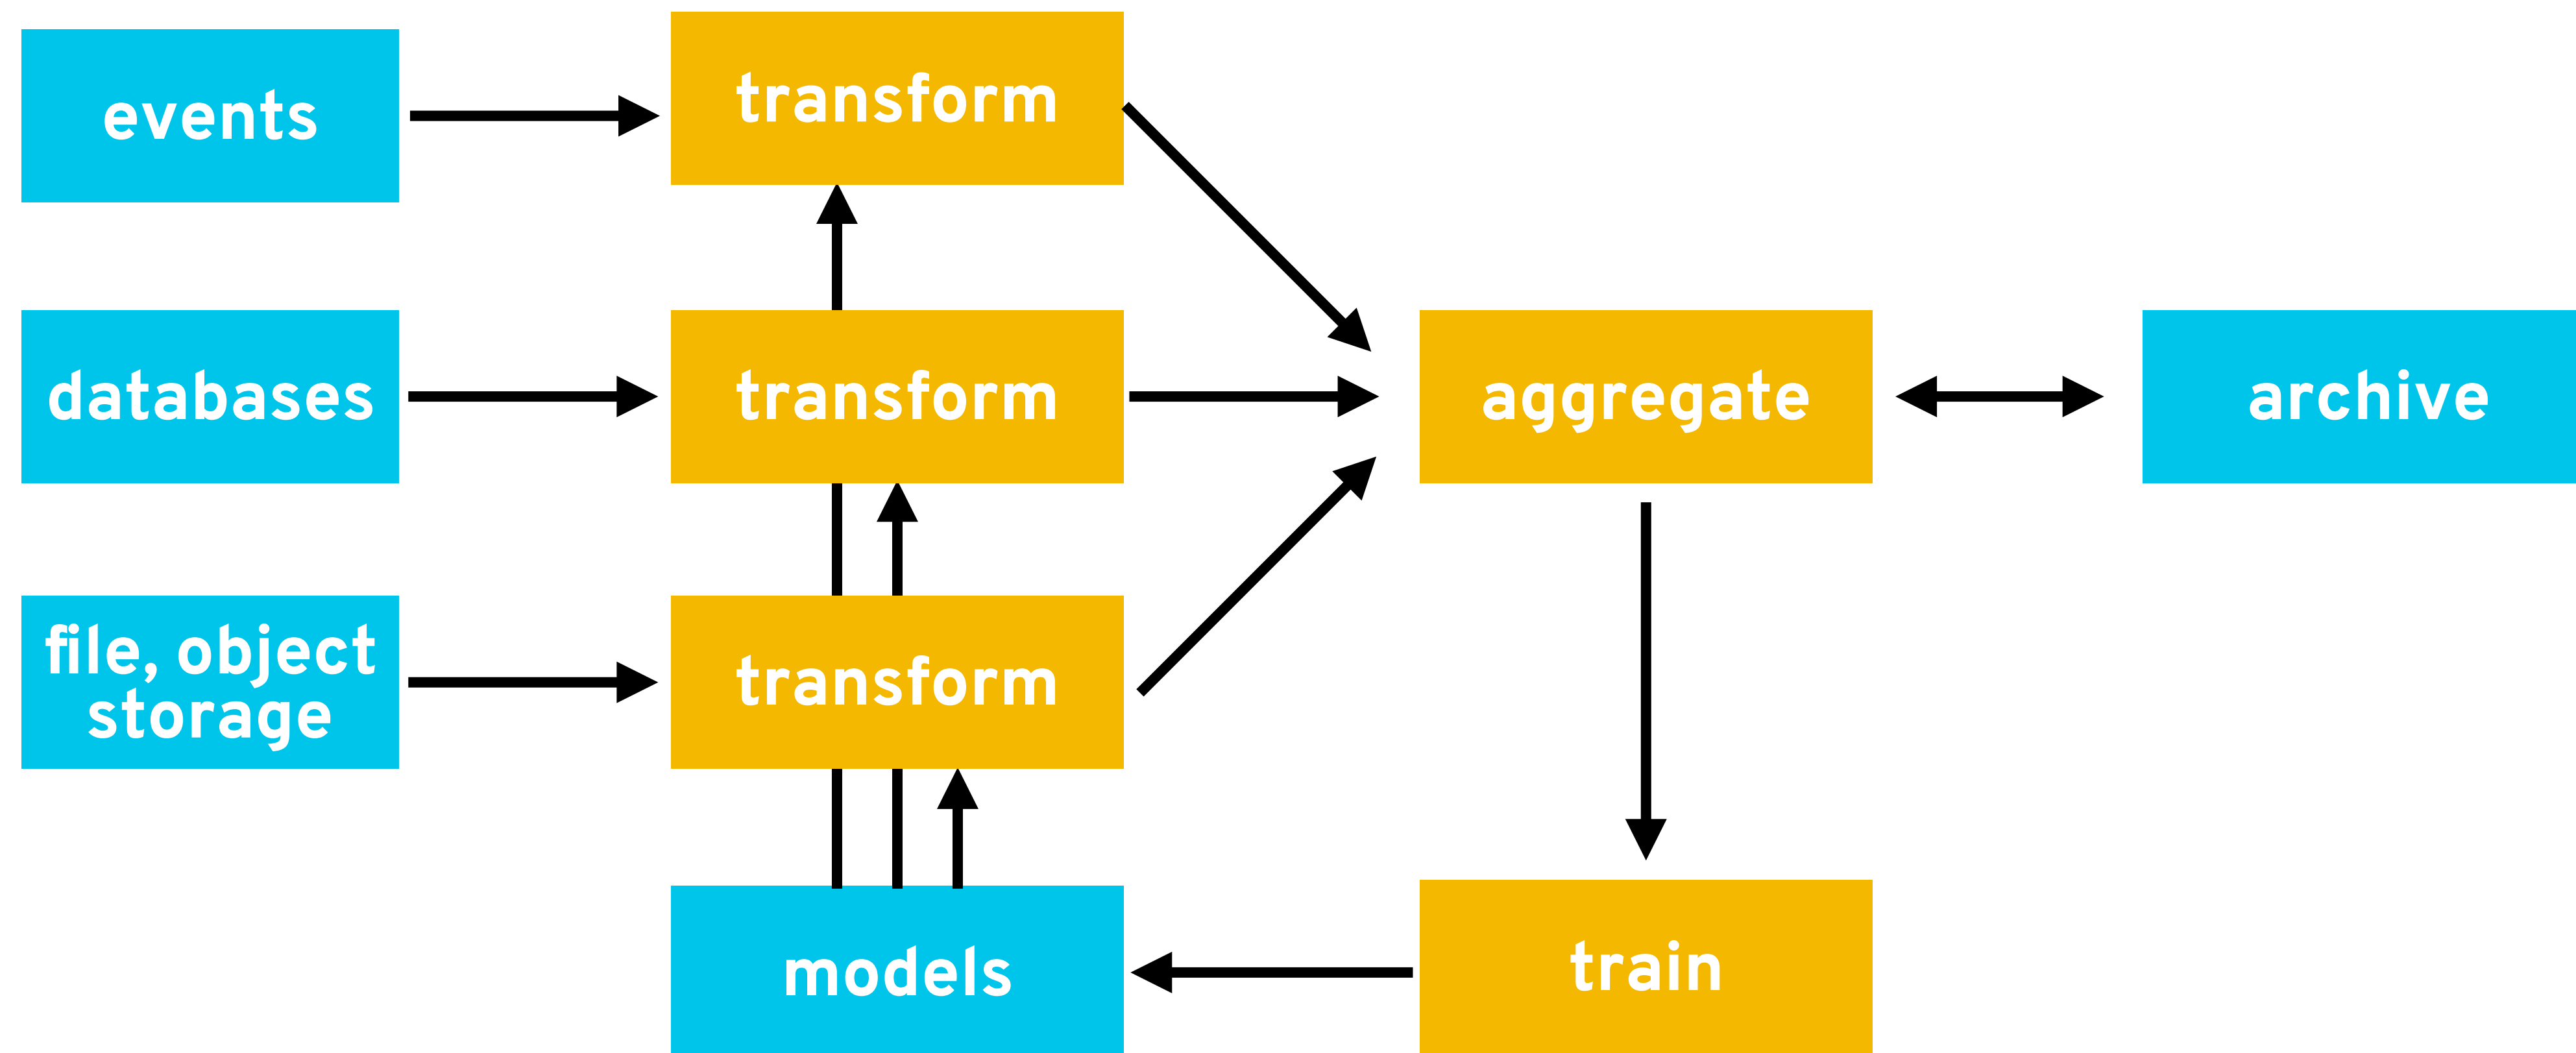 events
transform
databases
transform
aggregate
archive
file, object
storage
transform
models
train